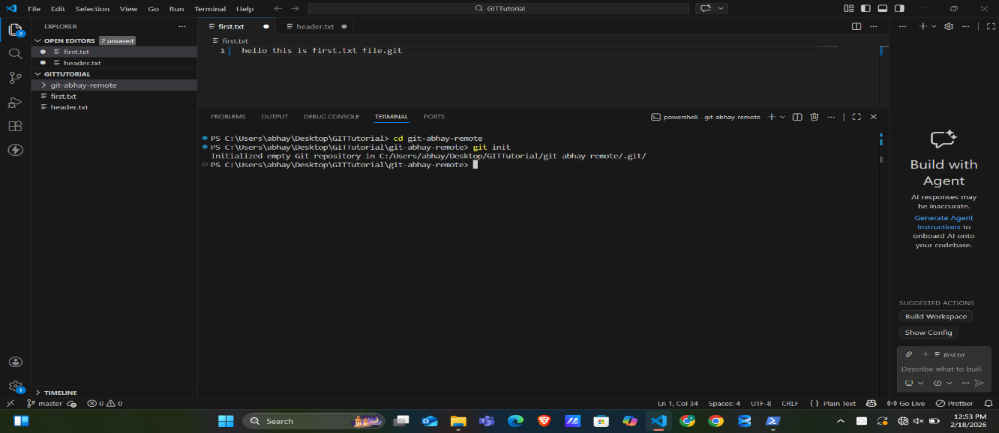 File Edit Selection View Go Run Terminal Help
GITTutorial
EXPLORER
OPEN EDITORS 2 unsaved
first.txt
header.txt
GITTUTORIAL
git-abhay-remote
first.txt
header.txt
TIMELINE
first.txt header.txt
first.txt
1 hello this is first.txt file.git
PROBLEMS OUTPUT DEBUG CONSOLE TERMINAL PORTS
powershell - git-abhay-remote
PS C:\Users\abhay\Desktop\GITTutorial> cd git-abhay-remote
PS C:\Users\abhay\Desktop\GITTutorial\git-abhay-remote> git init
Initialized empty Git repository in C:/Users/abhay/Desktop/GITTutorial/git-abhay-remote/.git/
PS C:\Users\abhay\Desktop\GITTutorial\git-abhay-remote>
Build with
Agent
AI responses may
be inaccurate.
Generate Agent
Instructions to
onboard AI onto
your codebase.
SUGGESTED ACTIONS
Build Workspace
Show Config
first.txt
Describe what to buil
2
1
master 0 0
Ln 1, Col 34 Spaces: 4 UTF-8 CRLF { } Plain Text Go Live Prettier
Search
12:53 PM
2/18/2026